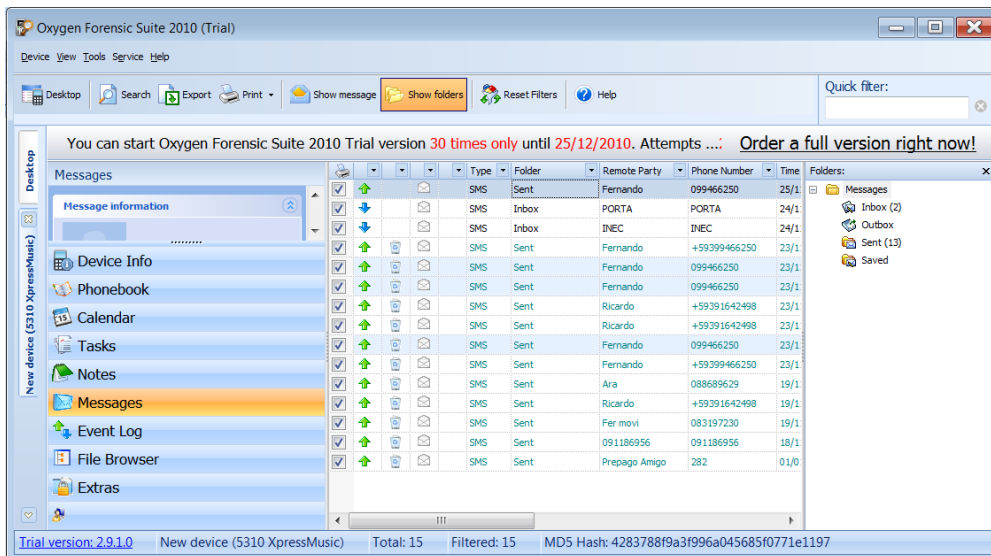 Oxygen Forensic Suite 2010 (Trial)
Device View Tools Service Help
Desktop Search Export Print Show message Show folders Reset Filters Help
Quick filter:
You can start Oxygen Forensic Suite 2010 Trial version 30 times only until 25/12/2010. Attempts ...: Order a full version right now!
Desktop
New device (5310 XpressMusic)
Messages
Message information
Device Info
Phonebook
Calendar
Tasks
Notes
Messages
Event Log
File Browser
Extras
Type Folder Remote Party Phone Number Time
SMS Sent Fernando 099466250 25/1
SMS Inbox PORTA PORTA 24/1
SMS Inbox INEC INEC 24/1
SMS Sent Fernando +59399466250 23/1
SMS Sent Fernando 099466250 23/1
SMS Sent Fernando 099466250 23/1
SMS Sent Ricardo +59391642498 23/1
SMS Sent Ricardo +59391642498 23/1
SMS Sent Fernando 099466250 23/1
SMS Sent Fernando +59399466250 23/1
SMS Sent Ara 088689629 19/1
SMS Sent Ricardo +59391642498 19/1
SMS Sent Fer movi 083197230 19/1
SMS Sent 091186956 091186956 18/1
SMS Sent Prepago Amigo 282 01/0
Folders:
Messages
Inbox (2)
Outbox
Sent (13)
Saved
Trial version: 2.9.1.0 New device (5310 XpressMusic) Total: 15 Filtered: 15 MD5 Hash: 4283788f9a3f996a045685f0771e1197